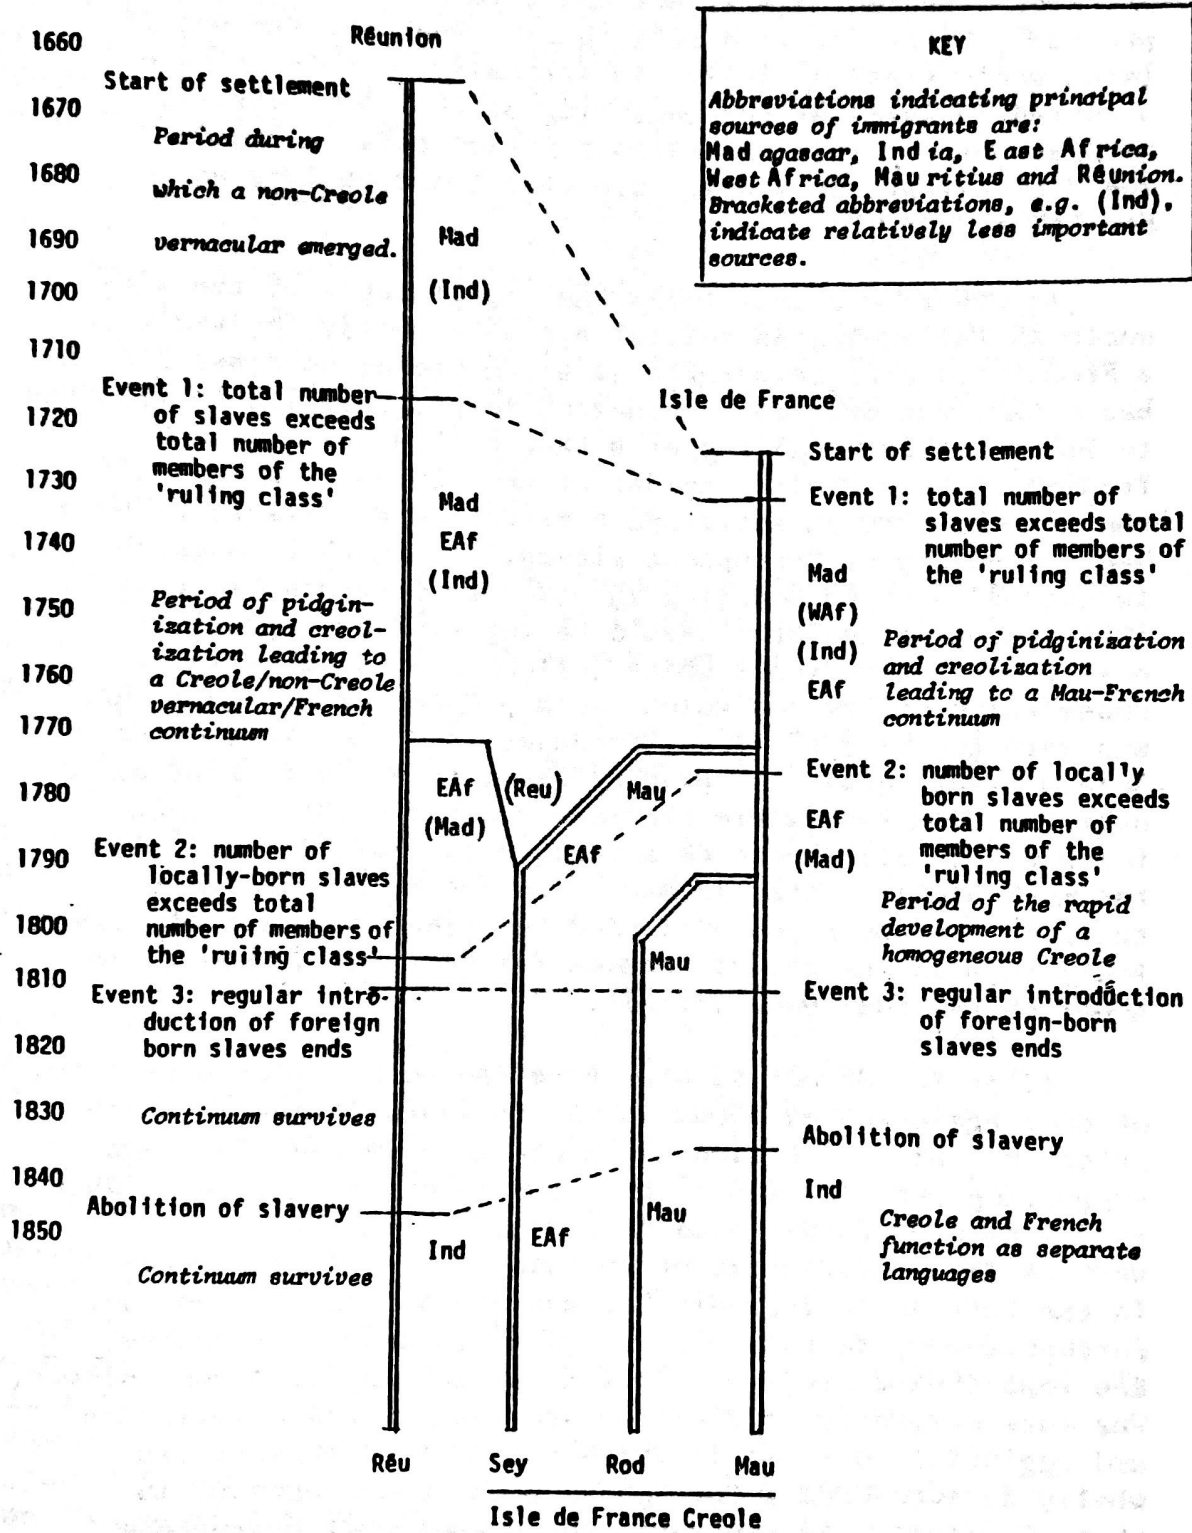 1660
Réunion
Start of settlement
1670
Period during
1680
which a non-Creole
1690
vernacular emerged.
Mad
1700
(Ind)
1710
KEY
Abbreviations indicating principal
sources of immigrants are:
Madagascar, India, East Africa,
West Africa, Mauritius and Réunion.
Bracketed abbreviations, e.g. (Ind),
indicate relatively less important
sources.
Event 1: total number
1720
of slaves exceeds
total number of
members of the
1730
'ruling class'
Mad
1740
EAf
(Ind)
1750
Period of pidgin-
ization and creol-
ization leading to
1760
a Creole/non-Creole
vernacular/French
1770
continuum
Isle de France
Start of settlement
Event 1: total number of
slaves exceeds total
number of members of
the 'ruling class'
Mad
(WAf)
(Ind)
EAf
Period of pidginization
and creolization
leading to a Mau-French
continuum
1780
EAf
(Mad)
(Reu)
Mau
EAf
1790
Event 2: number of
locally-born slaves
exceeds total
1800
number of members of
the 'ruling class'
Event 2: number of locally
born slaves exceeds
total number of
members of the
'ruling class'
EAf
(Mad)
Period of the rapid
development of a
homogeneous Creole
Mau
1810
Event 3: regular intro-
duction of foreign
1820
born slaves ends
Event 3: regular introduction
of foreign-born
slaves ends
1830
Continuum survives
Abolition of slavery
1840
Abolition of slavery
1850
Ind
EAf
Mau
Ind
Creole and French
function as separate
languages
Continuum survives
Réu
Sey
Rod
Mau
Isle de France Creole